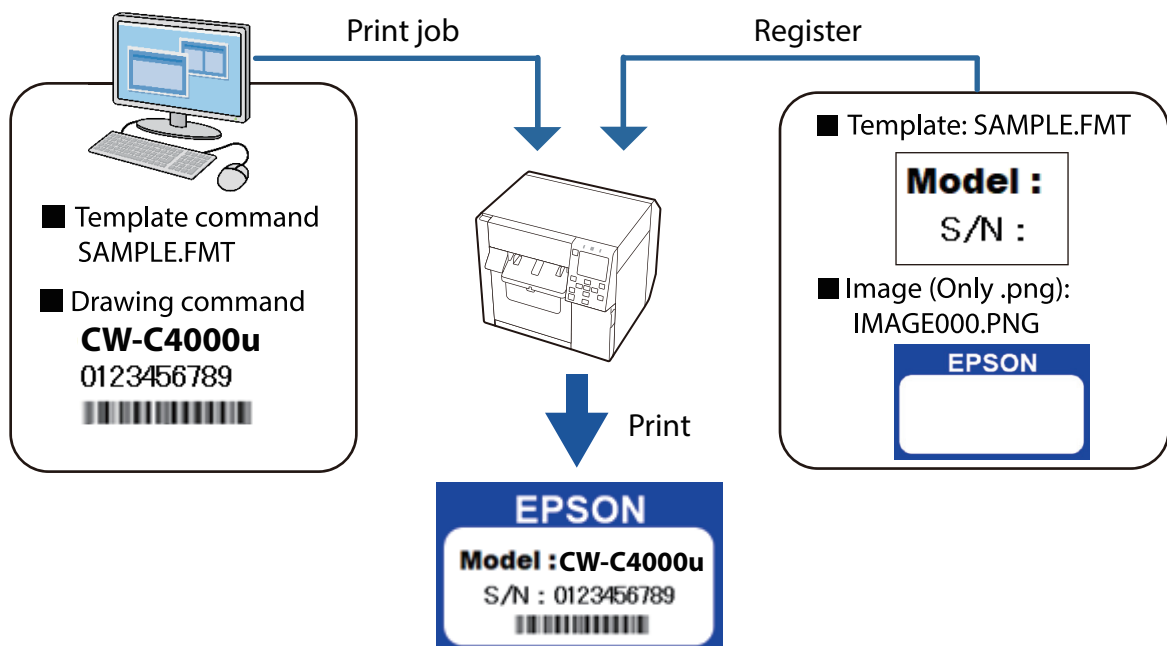 Print job
Register
■ Template command
SAMPLE.FMT
■ Drawing command
CW-C4000u
0123456789
■ Template: SAMPLE.FMT
Model :
S/N :
■ Image (Only .png):
IMAGE000.PNG
EPSON
Print
EPSON
Model : CW-C4000u
S/N : 0123456789